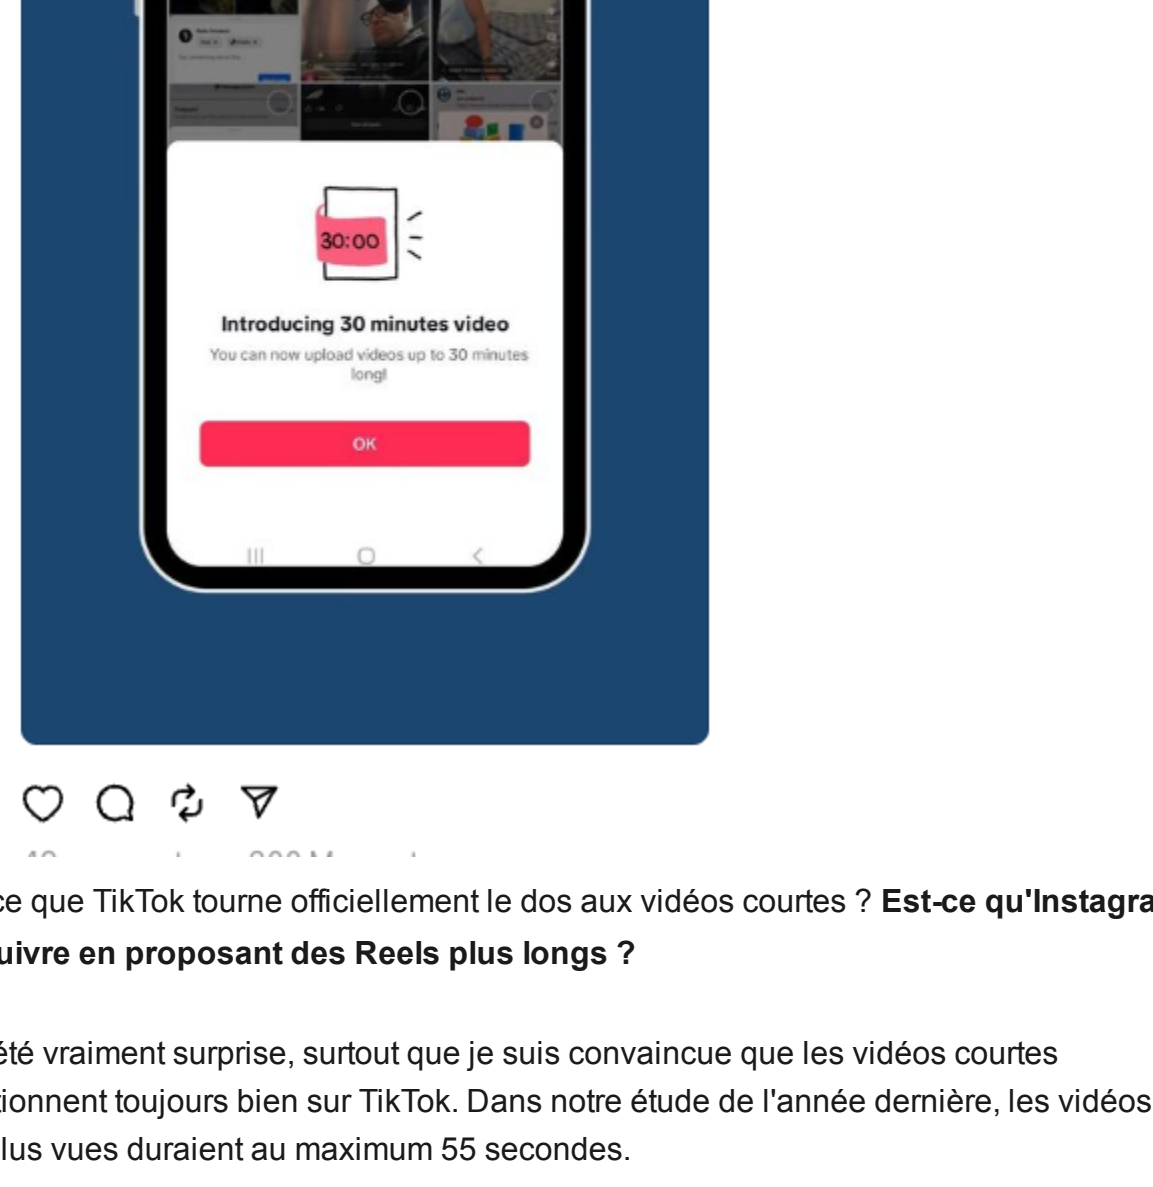 30:00
Introducing 30 minutes video
You can now upload videos up to 30 minutes
long!
OK
ce que TikTok tourne officiellement le dos aux vidéos courtes ? Est-ce qu'Instagra
uivre en proposant des Reels plus longs ?
été vraiment surprise, surtout que je suis convaincue que les vidéos courtes
tionnent toujours bien sur TikTok. Dans notre étude de l'année dernière, les vidéos
lus vues duraient au maximum 55 secondes.